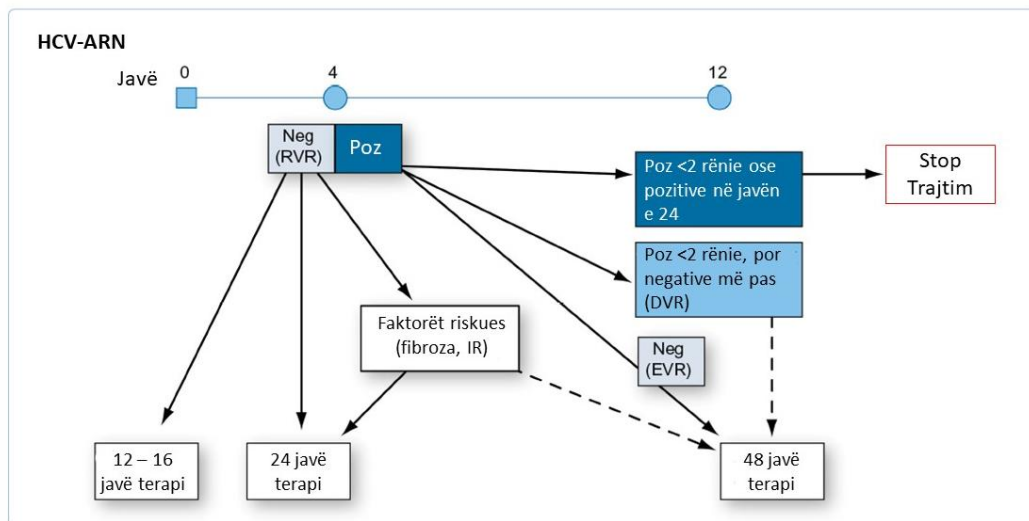 HCV-ARN
Javë
0
4
12
Neg
(RVR)
Poz
Poz <2 rënie ose
pozitive në javën
e 24
Stop
Trajtim
Poz <2 rënie, por
negative më pas
(DVR)
Faktorët riskues
(fibroza, IR)
Neg
(EVR)
12 – 16
javë terapi
24 javë
terapi
48 javë
terapi